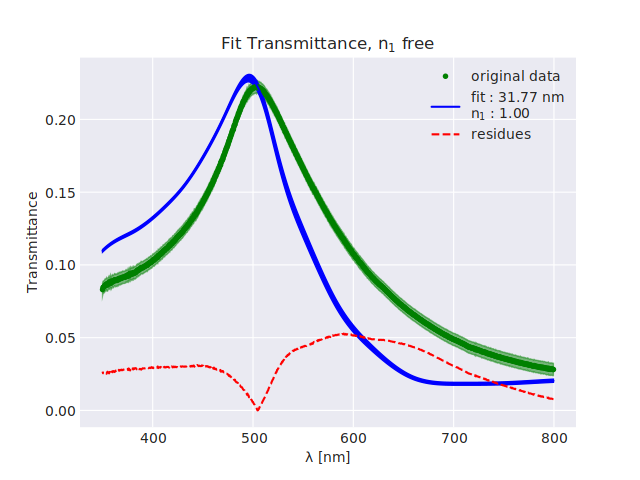 Fit Transmittance, n₁ free
original data
fit : 31.77 nm
n₁ : 1.00
residues
Transmittance
0.20
0.15
0.10
0.05
0.00
400
500
600
700
800
λ [nm]